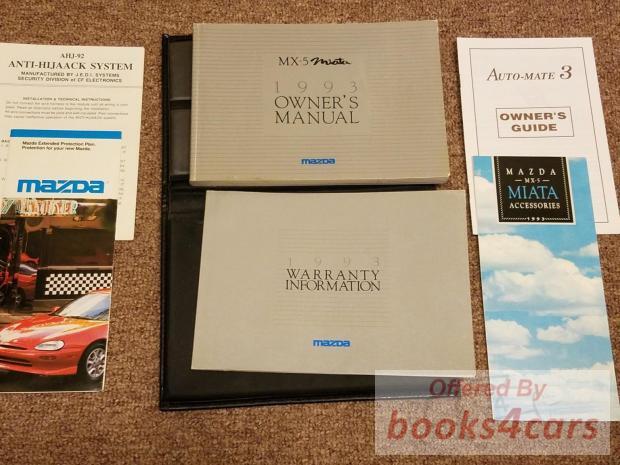 AHJ-92
ANTI-HIJAACK SYSTEM
MANUFACTURED BY J.E.D.I. SYSTEMS
SECURITY DIVISION of CF ELECTRONICS
INSTALLATION & TECHNICAL INSTRUCTIONS
Mazda Extended Protection Plan.
Protection for your new Mazda.
mazda
MX-5 Miata
1993
OWNER'S
MANUAL
mazda
1993
WARRANTY
INFORMATION
mazda
AUTO-MATE 3
OWNER'S
GUIDE
MAZDA
MX-5
MIATA
ACCESSORIES
1993
Offered By
books4cars